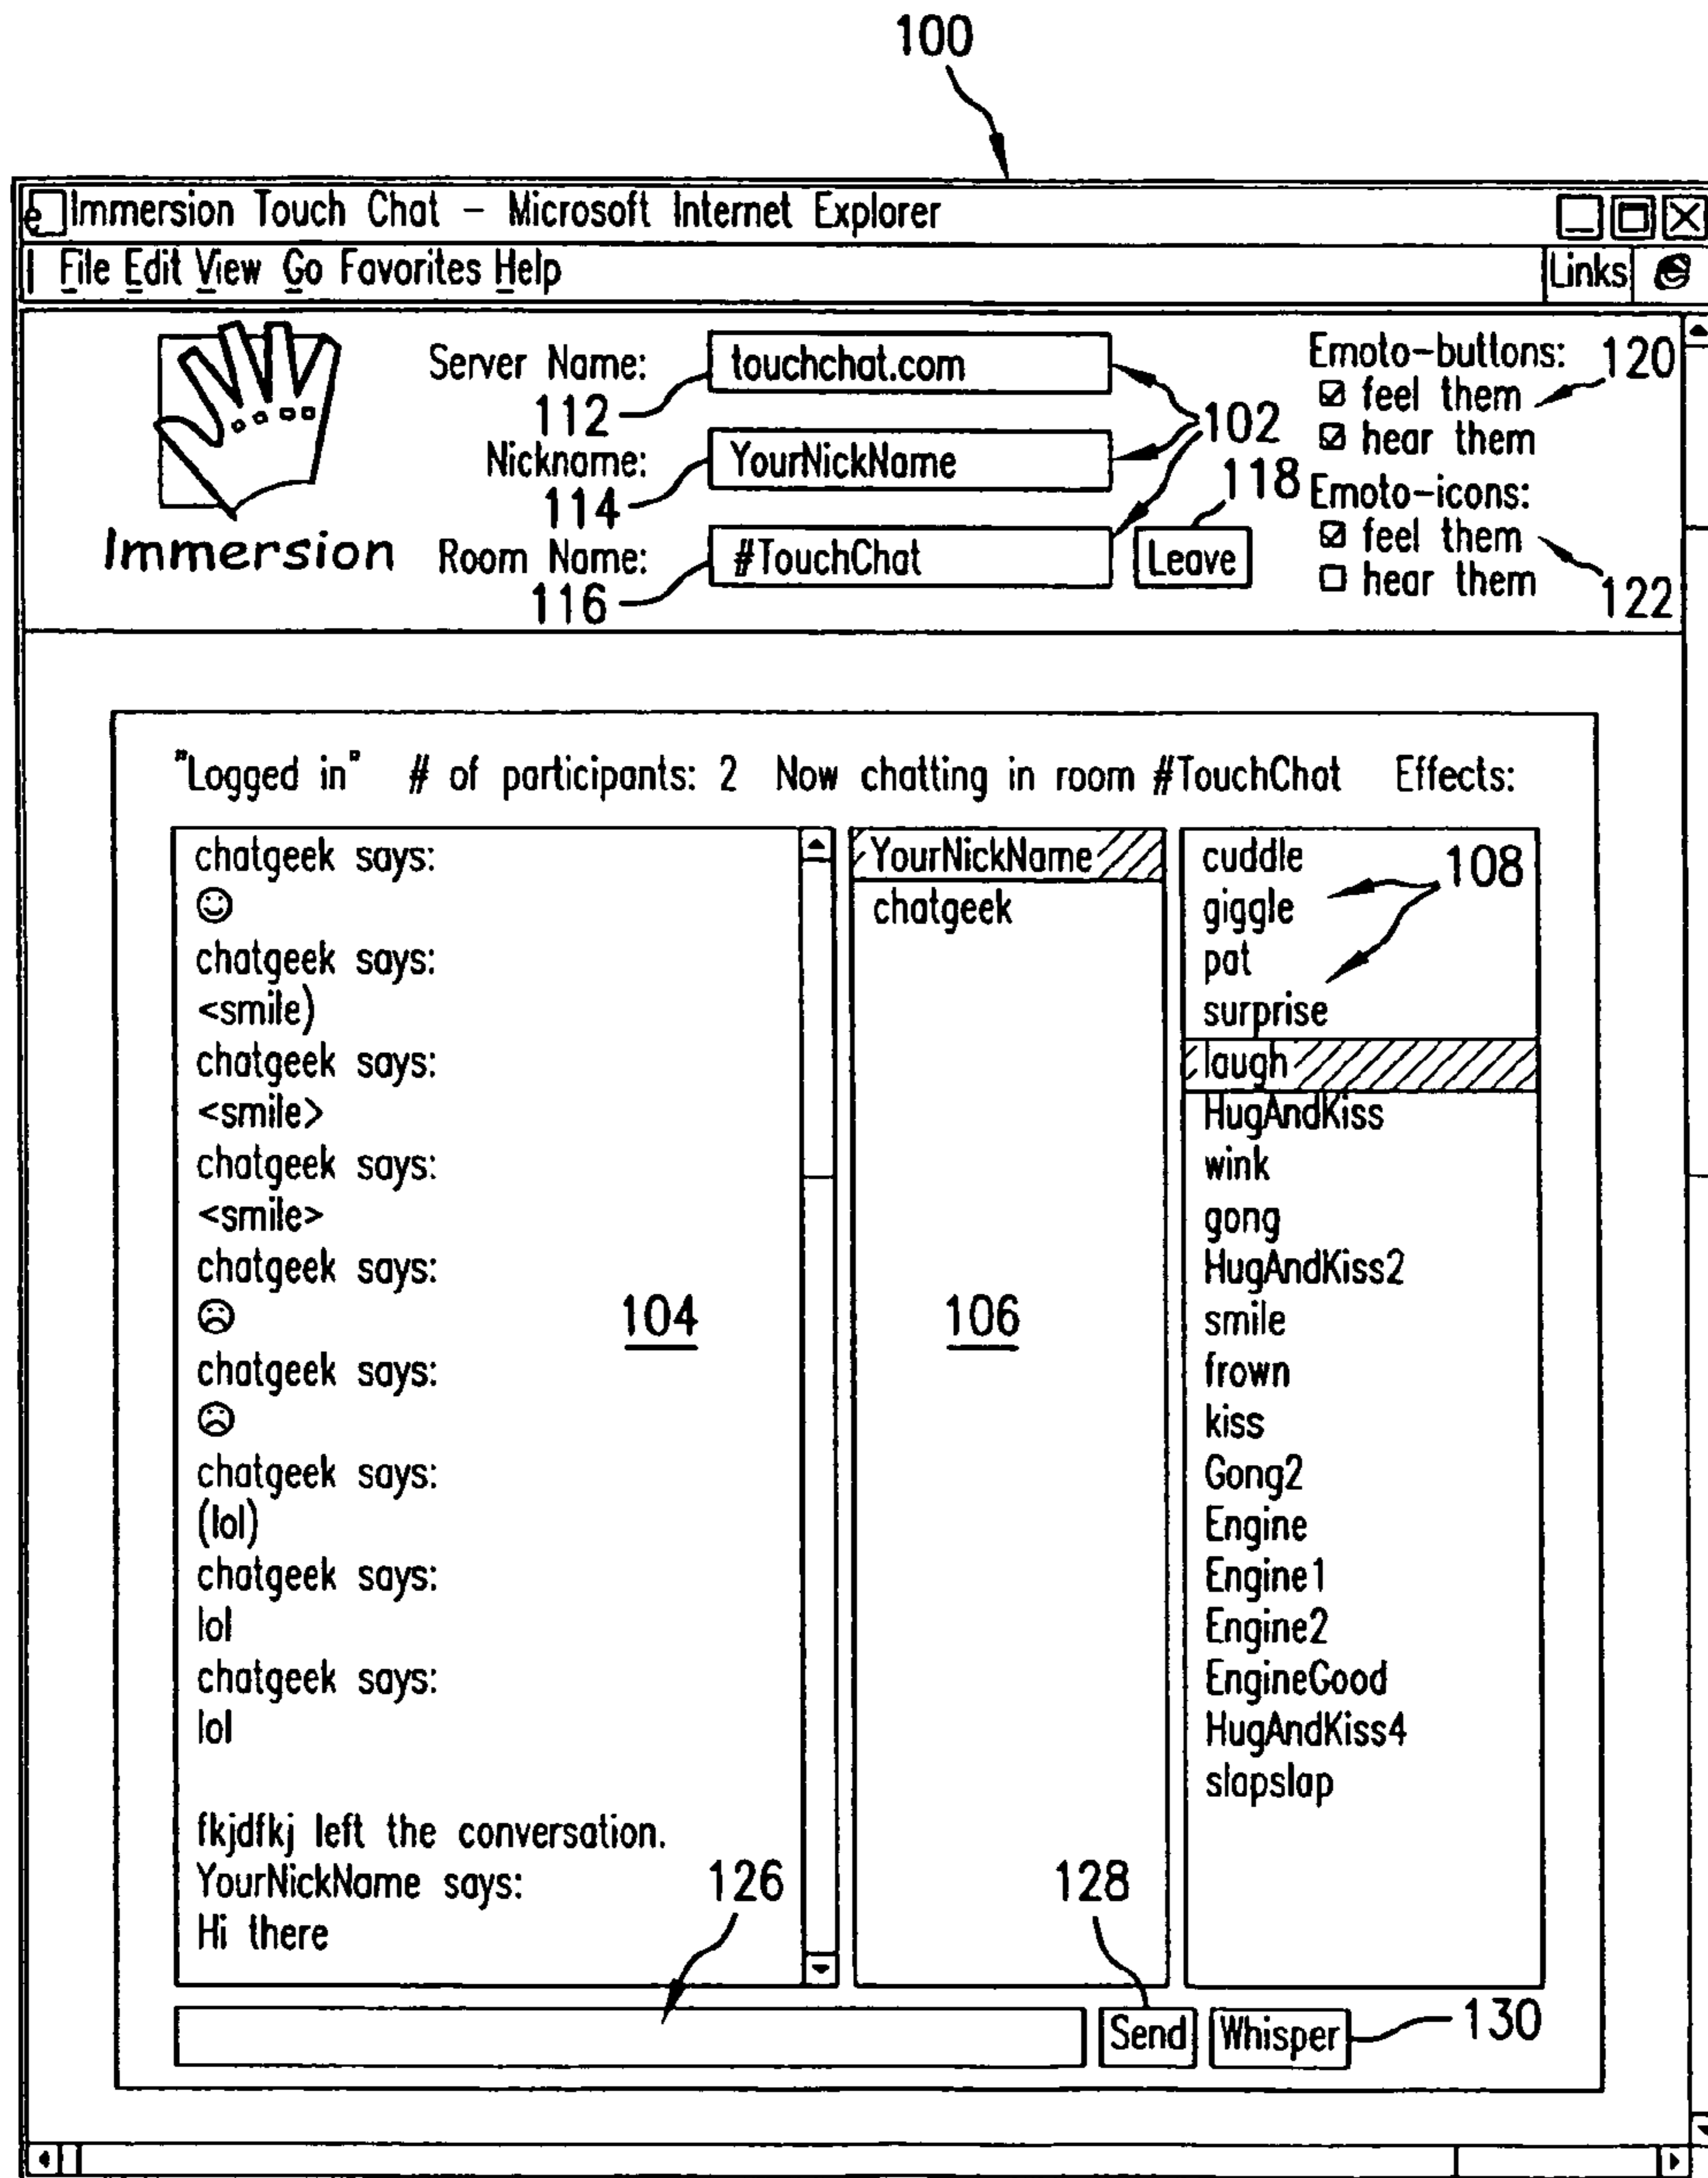 100
Immersion Touch Chat – Microsoft Internet Explorer
File Edit View Go Favorites Help Links
Server Name: touchchat.com
112
Nickname: YourNickName
114
Room Name: #TouchChat Leave
116
102
118
Emoto-buttons: 120
feel them
hear them
Emoto-icons:
feel them
hear them 122
Immersion
"Logged in" # of participants: 2 Now chatting in room #TouchChat Effects:
chatgeek says:
☺
chatgeek says:
<smile)
chatgeek says:
<smile>
chatgeek says:
<smile>
chatgeek says:
☹
chatgeek says:
☹
chatgeek says:
(lol)
chatgeek says:
lol
chatgeek says:
lol
fkjdfkj left the conversation.
YourNickName says:
Hi there
104
126
YourNickName
chatgeek
106
128
cuddle
giggle
pat
surprise
laugh
HugAndKiss
wink
gong
HugAndKiss2
smile
frown
kiss
Gong2
Engine
Engine1
Engine2
EngineGood
HugAndKiss4
slapslap
108
Send Whisper 130